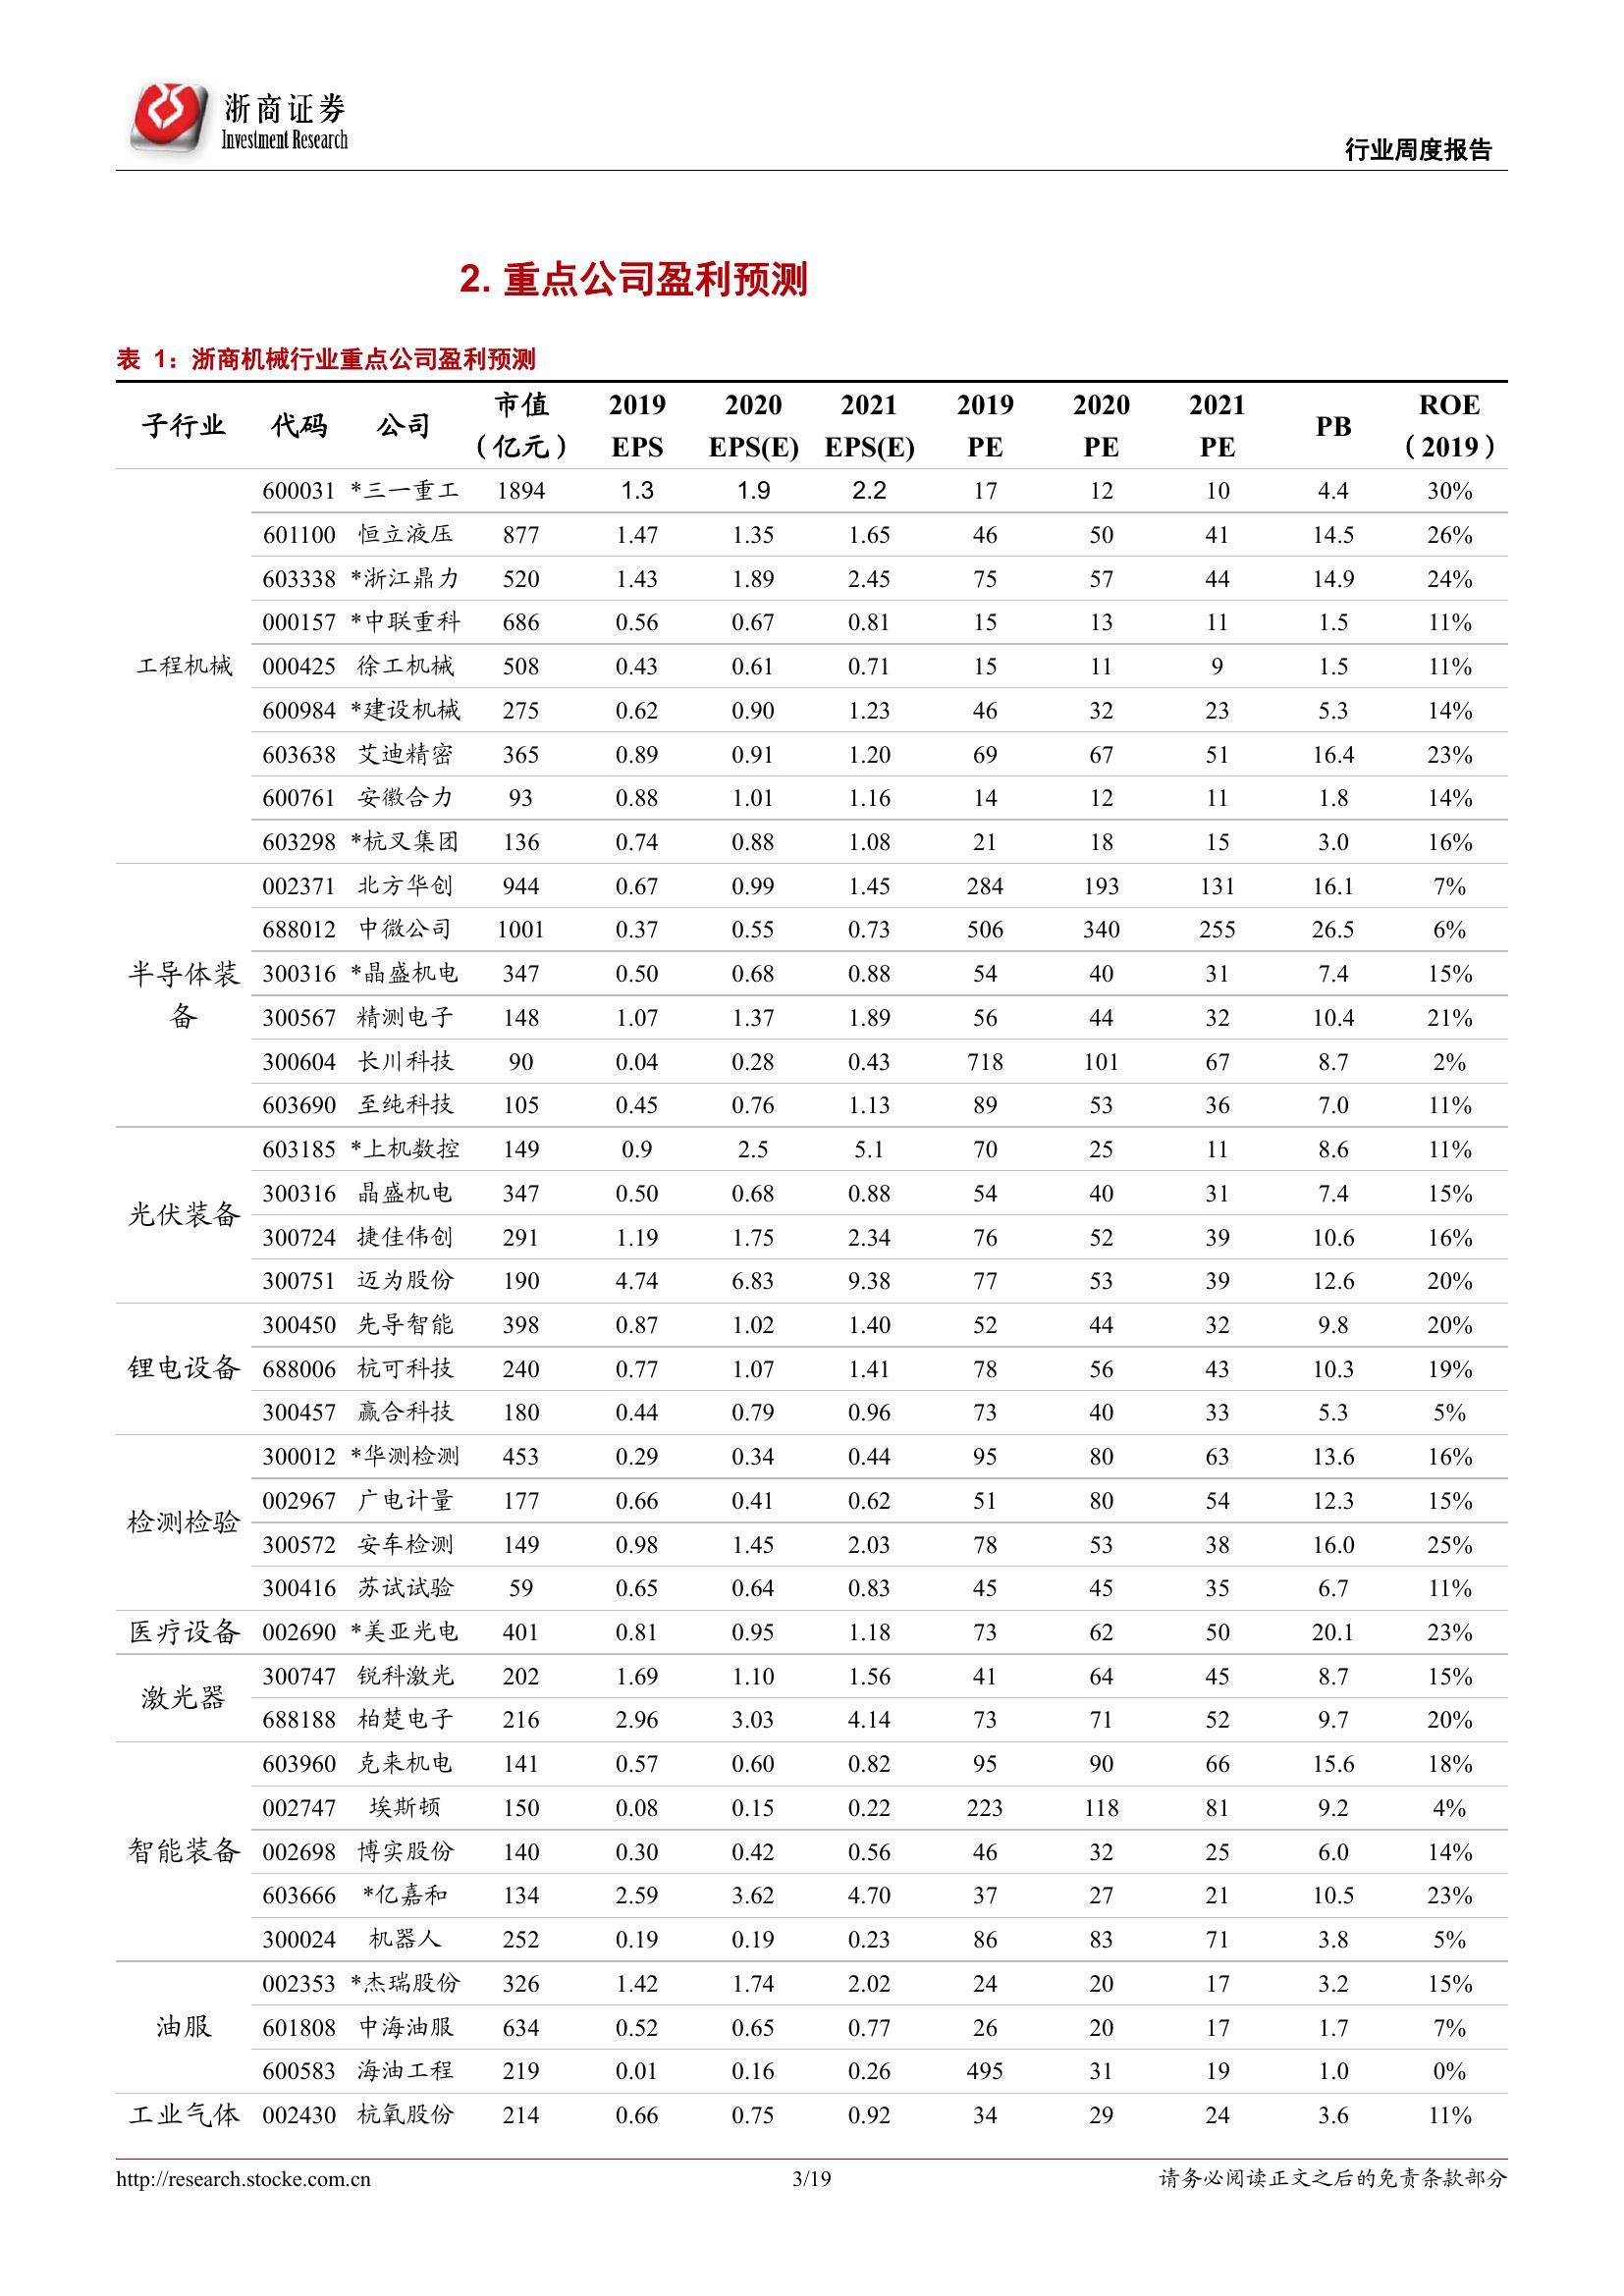 浙商证券
Investment Research
行业周度报告
2. 重点公司盈利预测
表 1：浙商机械行业重点公司盈利预测
子行业 代码 公司 市值（亿元） 2019 EPS 2020 EPS(E) 2021 EPS(E) 2019 PE 2020 PE 2021 PE PB ROE（2019）
工程机械 600031 *三一重工 1894 1.3 1.9 2.2 17 12 10 4.4 30%
601100 恒立液压 877 1.47 1.35 1.65 46 50 41 14.5 26%
603338 *浙江鼎力 520 1.43 1.89 2.45 75 57 44 14.9 24%
000157 *中联重科 686 0.56 0.67 0.81 15 13 11 1.5 11%
000425 徐工机械 508 0.43 0.61 0.71 15 11 9 1.5 11%
600984 *建设机械 275 0.62 0.90 1.23 46 32 23 5.3 14%
603638 艾迪精密 365 0.89 0.91 1.20 69 67 51 16.4 23%
600761 安徽合力 93 0.88 1.01 1.16 14 12 11 1.8 14%
603298 *杭叉集团 136 0.74 0.88 1.08 21 18 15 3.0 16%
半导体装备 002371 北方华创 944 0.67 0.99 1.45 284 193 131 16.1 7%
688012 中微公司 1001 0.37 0.55 0.73 506 340 255 26.5 6%
300316 *晶盛机电 347 0.50 0.68 0.88 54 40 31 7.4 15%
300567 精测电子 148 1.07 1.37 1.89 56 44 32 10.4 21%
300604 长川科技 90 0.04 0.28 0.43 718 101 67 8.7 2%
603690 至纯科技 105 0.45 0.76 1.13 89 53 36 7.0 11%
光伏装备 603185 *上机数控 149 0.9 2.5 5.1 70 25 11 8.6 11%
300316 晶盛机电 347 0.50 0.68 0.88 54 40 31 7.4 15%
300724 捷佳伟创 291 1.19 1.75 2.34 76 52 39 10.6 16%
300751 迈为股份 190 4.74 6.83 9.38 77 53 39 12.6 20%
锂电设备 300450 先导智能 398 0.87 1.02 1.40 52 44 32 9.8 20%
688006 杭可科技 240 0.77 1.07 1.41 78 56 43 10.3 19%
300457 赢合科技 180 0.44 0.79 0.96 73 40 33 5.3 5%
检测检验 300012 *华测检测 453 0.29 0.34 0.44 95 80 63 13.6 16%
002967 广电计量 177 0.66 0.41 0.62 51 80 54 12.3 15%
300572 安车检测 149 0.98 1.45 2.03 78 53 38 16.0 25%
300416 苏试试验 59 0.65 0.64 0.83 45 45 35 6.7 11%
医疗设备 002690 *美亚光电 401 0.81 0.95 1.18 73 62 50 20.1 23%
激光器 300747 锐科激光 202 1.69 1.10 1.56 41 64 45 8.7 15%
688188 柏楚电子 216 2.96 3.03 4.14 73 71 52 9.7 20%
智能装备 603960 克来机电 141 0.57 0.60 0.82 95 90 66 15.6 18%
002747 埃斯顿 150 0.08 0.15 0.22 223 118 81 9.2 4%
002698 博实股份 140 0.30 0.42 0.56 46 32 25 6.0 14%
603666 *亿嘉和 134 2.59 3.62 4.70 37 27 21 10.5 23%
300024 机器人 252 0.19 0.19 0.23 86 83 71 3.8 5%
油服 002353 *杰瑞股份 326 1.42 1.74 2.02 24 20 17 3.2 15%
601808 中海油服 634 0.52 0.65 0.77 26 20 17 1.7 7%
600583 海油工程 219 0.01 0.16 0.26 495 31 19 1.0 0%
工业气体 002430 杭氧股份 214 0.66 0.75 0.92 34 29 24 3.6 11%
http://research.stocke.com.cn 3/19 请务必阅读正文之后的免责条款部分